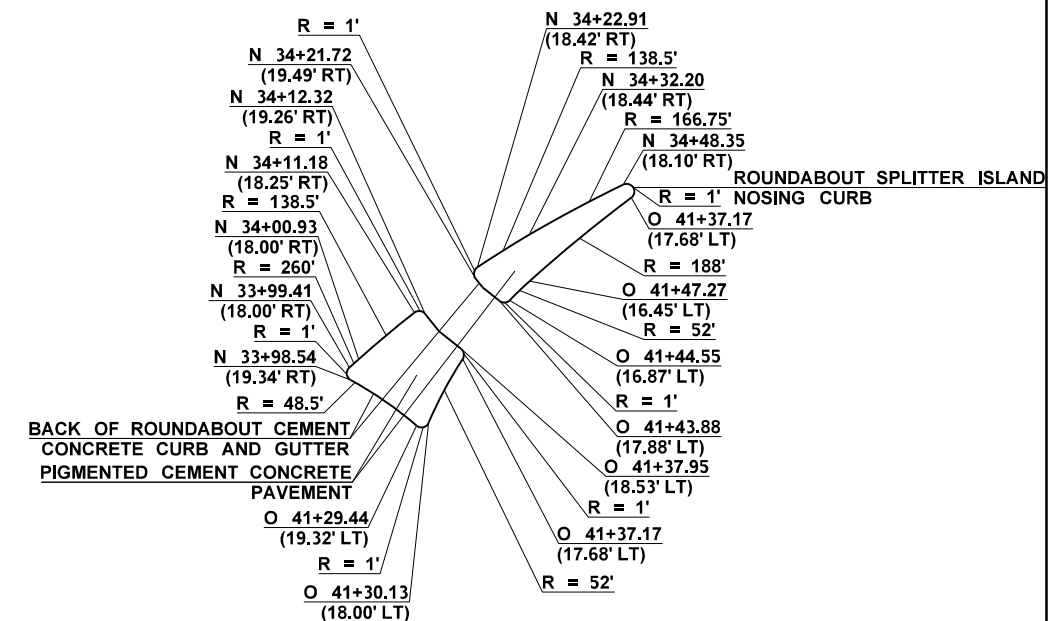 R = 1'
N 34+21.72
(19.49' RT)
N 34+12.32
(19.26' RT)
R = 1'
N 34+11.18
(18.25' RT)
R = 138.5'
N 34+00.93
(18.00' RT)
R = 260'
N 33+99.41
(18.00' RT)
R = 1'
N 33+98.54
(19.34' RT)
R = 48.5'
BACK OF ROUNDABOUT CEMENT
CONCRETE CURB AND GUTTER
PIGMENTED CEMENT CONCRETE
PAVEMENT
O 41+29.44
(19.32' LT)
R = 1'
O 41+30.13
(18.00' LT)
N 34+22.91
(18.42' RT)
R = 138.5'
N 34+32.20
(18.44' RT)
R = 166.75'
N 34+48.35
(18.10' RT)
ROUNDABOUT SPLITTER ISLAND
NOSING CURB
R = 1'
O 41+37.17
(17.68' LT)
R = 188'
O 41+47.27
(16.45' LT)
R = 52'
O 41+44.55
(16.87' LT)
R = 1'
O 41+43.88
(17.88' LT)
O 41+37.95
(18.53' LT)
R = 1'
O 41+37.17
(17.68' LT)
R = 52'